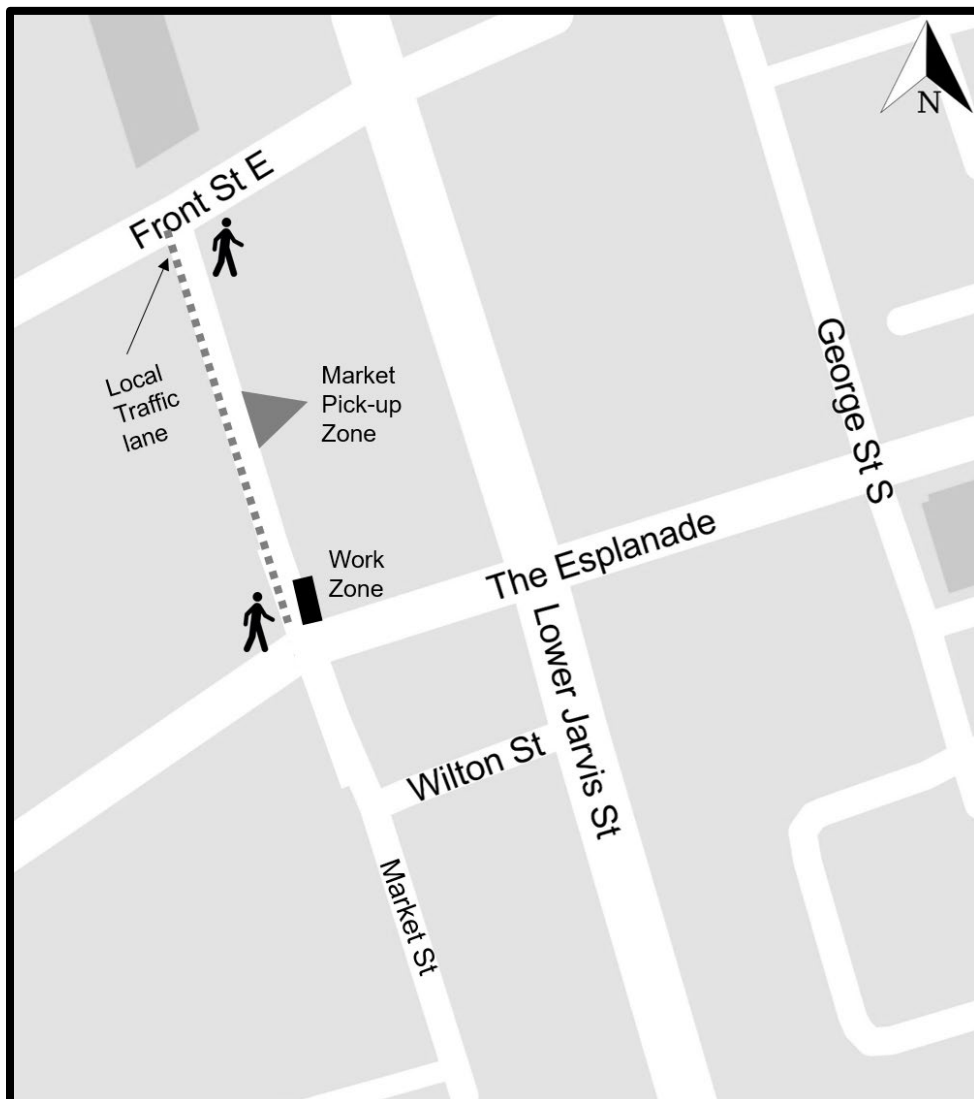 N
Front St E
Local
Traffic
lane
Market
Pick-up
Zone
George St S
Work
Zone
The Esplanade
Lower Jarvis St
Wilton St
Market St